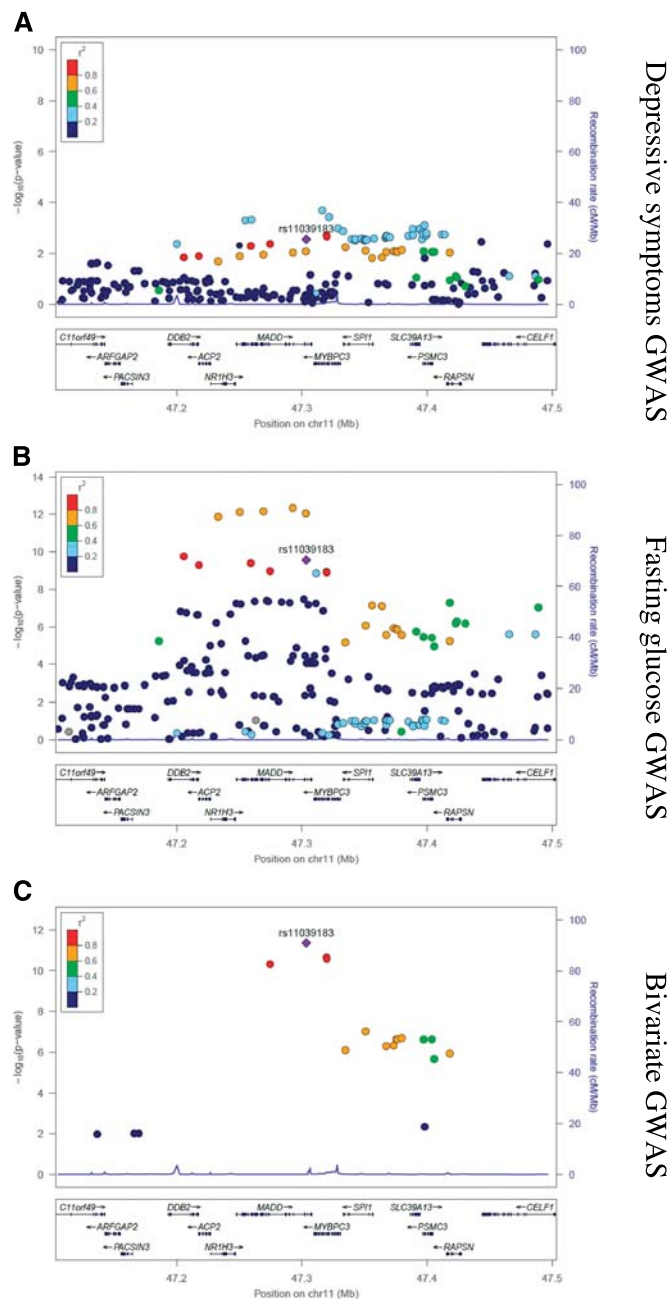 A
r²
0.8
0.6
0.4
0.2
10
8
6
4
2
0
100
80
60
40
20
0
−log₁₀(p−value)
Recombination rate (cM/Mb)
rs11039183
C11orf49→
DDB2→
MADD→
←SPI1
SLC39A13→
←CELF1
←ARFGAP2
←ACP2
←MYBPC3
←PSMC3
←PACSIN3
NR1H3→
←RAPSN
47.2
47.3
47.4
47.5
Position on chr11 (Mb)
Depressive symptoms GWAS
B
r²
0.8
0.6
0.4
0.2
14
12
10
8
6
4
2
0
100
80
60
40
20
0
−log₁₀(p−value)
Recombination rate (cM/Mb)
rs11039183
C11orf49→
DDB2→
MADD→
←SPI1
SLC39A13→
←CELF1
←ARFGAP2
←ACP2
←MYBPC3
←PSMC3
←PACSIN3
NR1H3→
←RAPSN
47.2
47.3
47.4
47.5
Position on chr11 (Mb)
Fasting glucose GWAS
C
r²
0.8
0.6
0.4
0.2
12
10
8
6
4
2
0
100
80
60
40
20
0
−log₁₀(p−value)
Recombination rate (cM/Mb)
rs11039183
C11orf49→
DDB2→
MADD→
←SPI1
SLC39A13→
←CELF1
←ARFGAP2
←ACP2
←MYBPC3
←PSMC3
←PACSIN3
NR1H3→
←RAPSN
47.2
47.3
47.4
47.5
Position on chr11 (Mb)
Bivariate GWAS